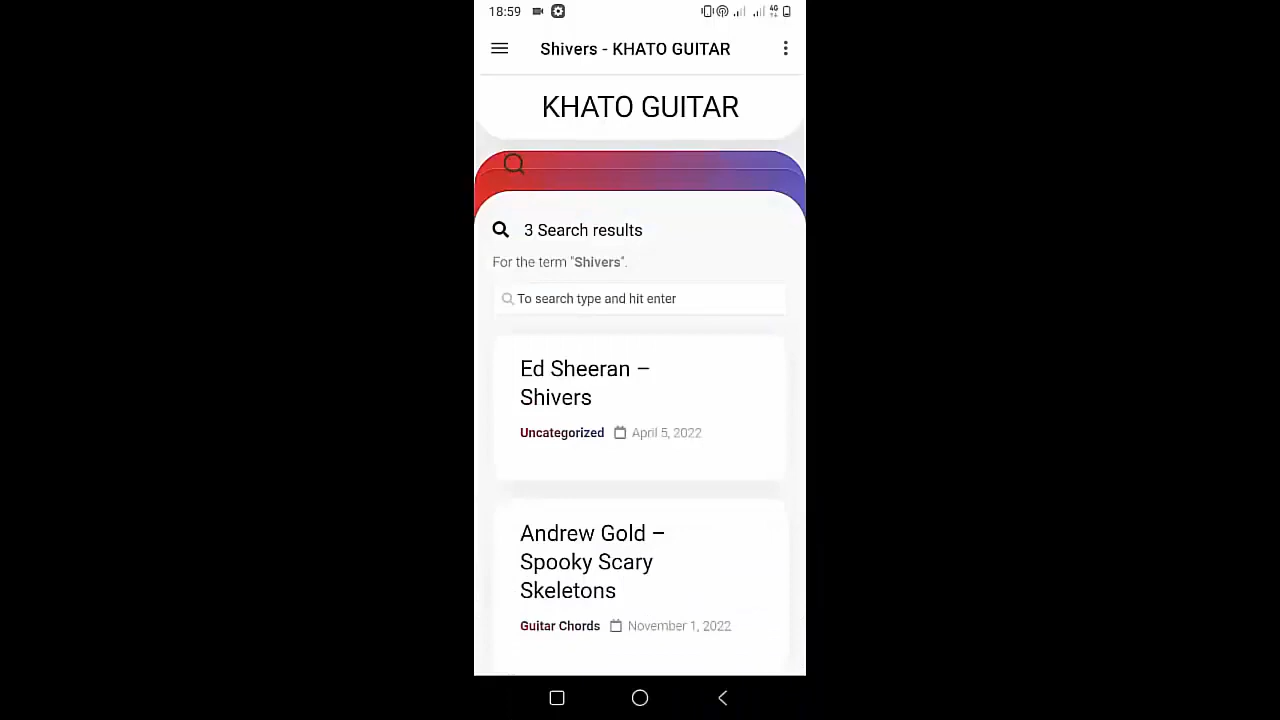 18:59
4G
Shivers - KHATO GUITAR
KHATO GUITAR
3 Search results
For the term "Shivers".
To search type and hit enter
Ed Sheeran –
Shivers
Uncategorized April 5, 2022
Andrew Gold –
Spooky Scary
Skeletons
Guitar Chords November 1, 2022